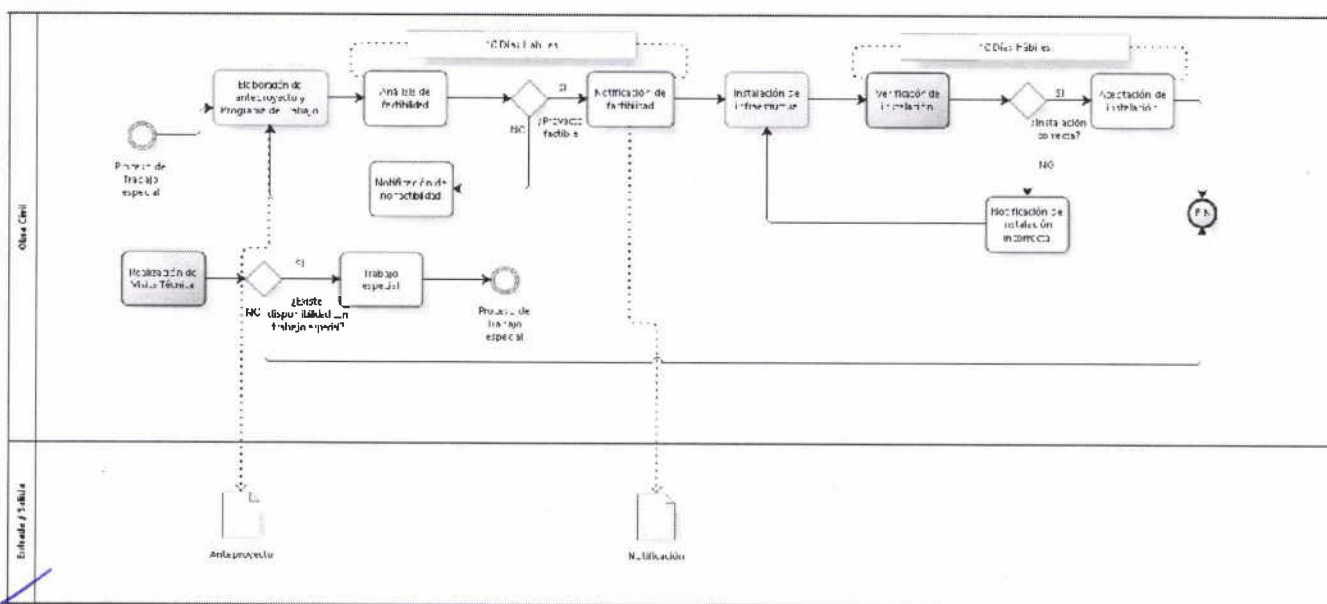 10 Días Hábiles
10 Días Hábiles
Elaboración de
anteproyecto y
Programa de Trabajo
Análisis de
factibilidad
SI
NO
¿Proyecto
factible
Notificación de
factibilidad
Instalación de
infraestructura
Verificación de
instalación
SI
¿Instalación
correcta?
NO
Aceptación de
instalación
Proceso de
Trabajo
especial
Notificación de
no factibilidad
Notificación de
instalación
incorrecta
FIN
Obra Civil
Realización de
Visita Técnica
SI
NO
¿Existe
disponibilidad con
trabajo especial?
Trabajo
especial
Proceso de
Trabajo
especial
Entrada / Salida
Anteproyecto
Notificación